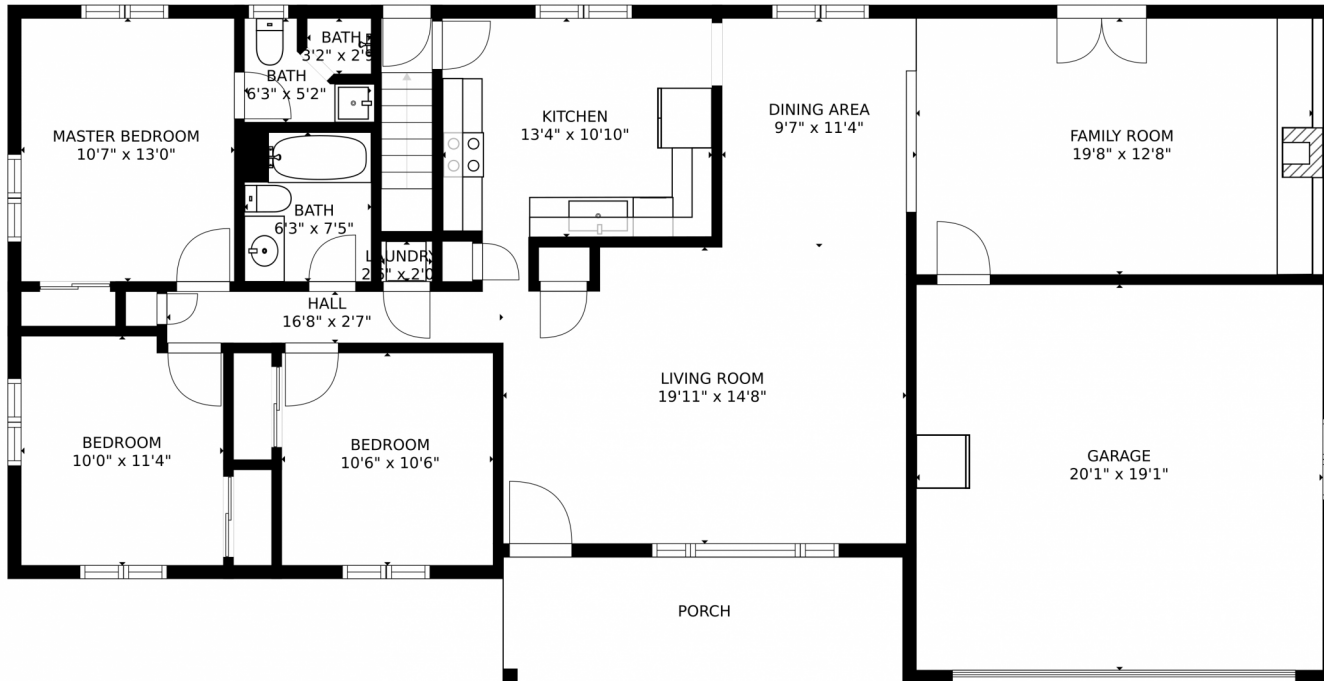 BATH
3'2" x 2'9
BATH
6'3" x 5'2"
MASTER BEDROOM
10'7" x 13'0"
KITCHEN
13'4" x 10'10"
DINING AREA
9'7" x 11'4"
FAMILY ROOM
19'8" x 12'8"
BATH
6'3" x 7'5"
LAUNDRY
HALL
16'8" x 2'7"
LIVING ROOM
19'11" x 14'8"
BEDROOM
10'0" x 11'4"
BEDROOM
10'6" x 10'6"
GARAGE
20'1" x 19'1"
PORCH